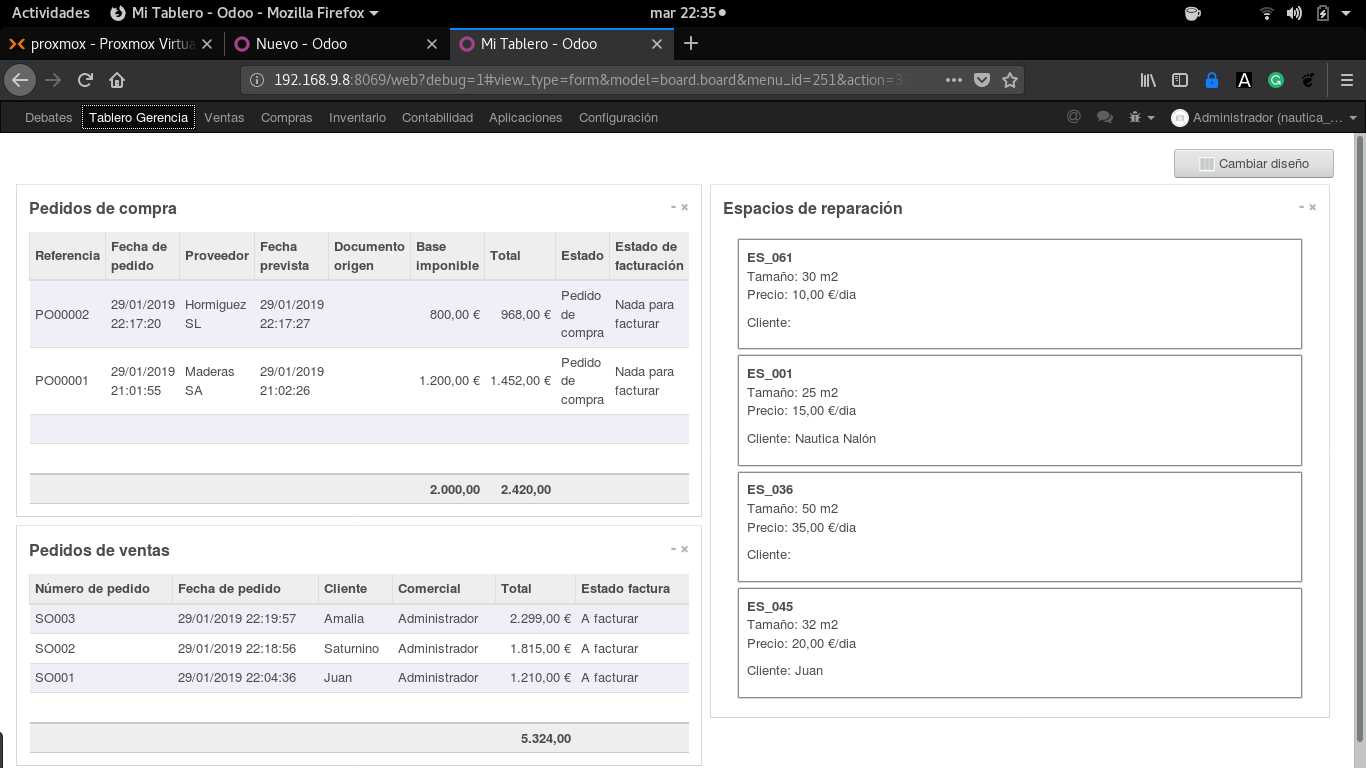 Actividades Mi Tablero - Odoo - Mozilla Firefox mar 22:35
proxmox - Proxmox Virtua Nuevo - Odoo Mi Tablero - Odoo
192.168.9.8:8069/web?debug=1#view_type=form&model=board.board&menu_id=251&action=33
Debates Tablero Gerencia Ventas Compras Inventario Contabilidad Aplicaciones Configuración @ Administrador (nautica_...
Cambiar diseño
Pedidos de compra
Referencia Fecha de pedido Proveedor Fecha prevista Documento origen Base imponible Total Estado Estado de facturación
PO00002 29/01/2019 22:17:20 Hormiguez SL 29/01/2019 22:17:27 800,00 € 968,00 € Pedido de compra Nada para facturar
PO00001 29/01/2019 21:01:55 Maderas SA 29/01/2019 21:02:26 1.200,00 € 1.452,00 € Pedido de compra Nada para facturar
2.000,00 2.420,00
Pedidos de ventas
Número de pedido Fecha de pedido Cliente Comercial Total Estado factura
SO003 29/01/2019 22:19:57 Amalia Administrador 2.299,00 € A facturar
SO002 29/01/2019 22:18:56 Saturnino Administrador 1.815,00 € A facturar
SO001 29/01/2019 22:04:36 Juan Administrador 1.210,00 € A facturar
5.324,00
Espacios de reparación
ES_061
Tamaño: 30 m2
Precio: 10,00 €/dia
Cliente:
ES_001
Tamaño: 25 m2
Precio: 15,00 €/dia
Cliente: Nautica Nalón
ES_036
Tamaño: 50 m2
Precio: 35,00 €/dia
Cliente:
ES_045
Tamaño: 32 m2
Precio: 20,00 €/dia
Cliente: Juan